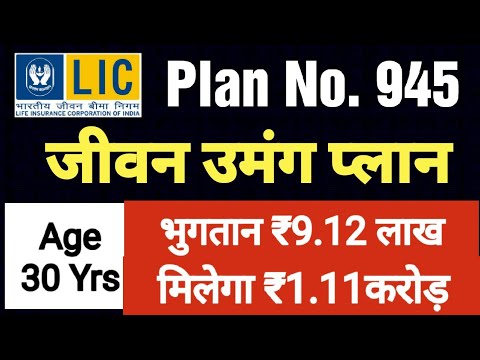 LIC
भारतीय जीवन बीमा निगम
LIFE INSURANCE CORPORATION OF INDIA
Plan No. 945
जीवन उमंग प्लान
Age
30 Yrs
भुगतान ₹9.12 लाख
मिलेगा ₹1.11करोड़